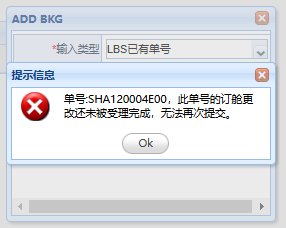 ADD BKG
*输入类型 LBS已有单号
提示信息
单号:SHA120004E00，此单号的订舱更
改还未被受理完成，无法再次提交。
Ok